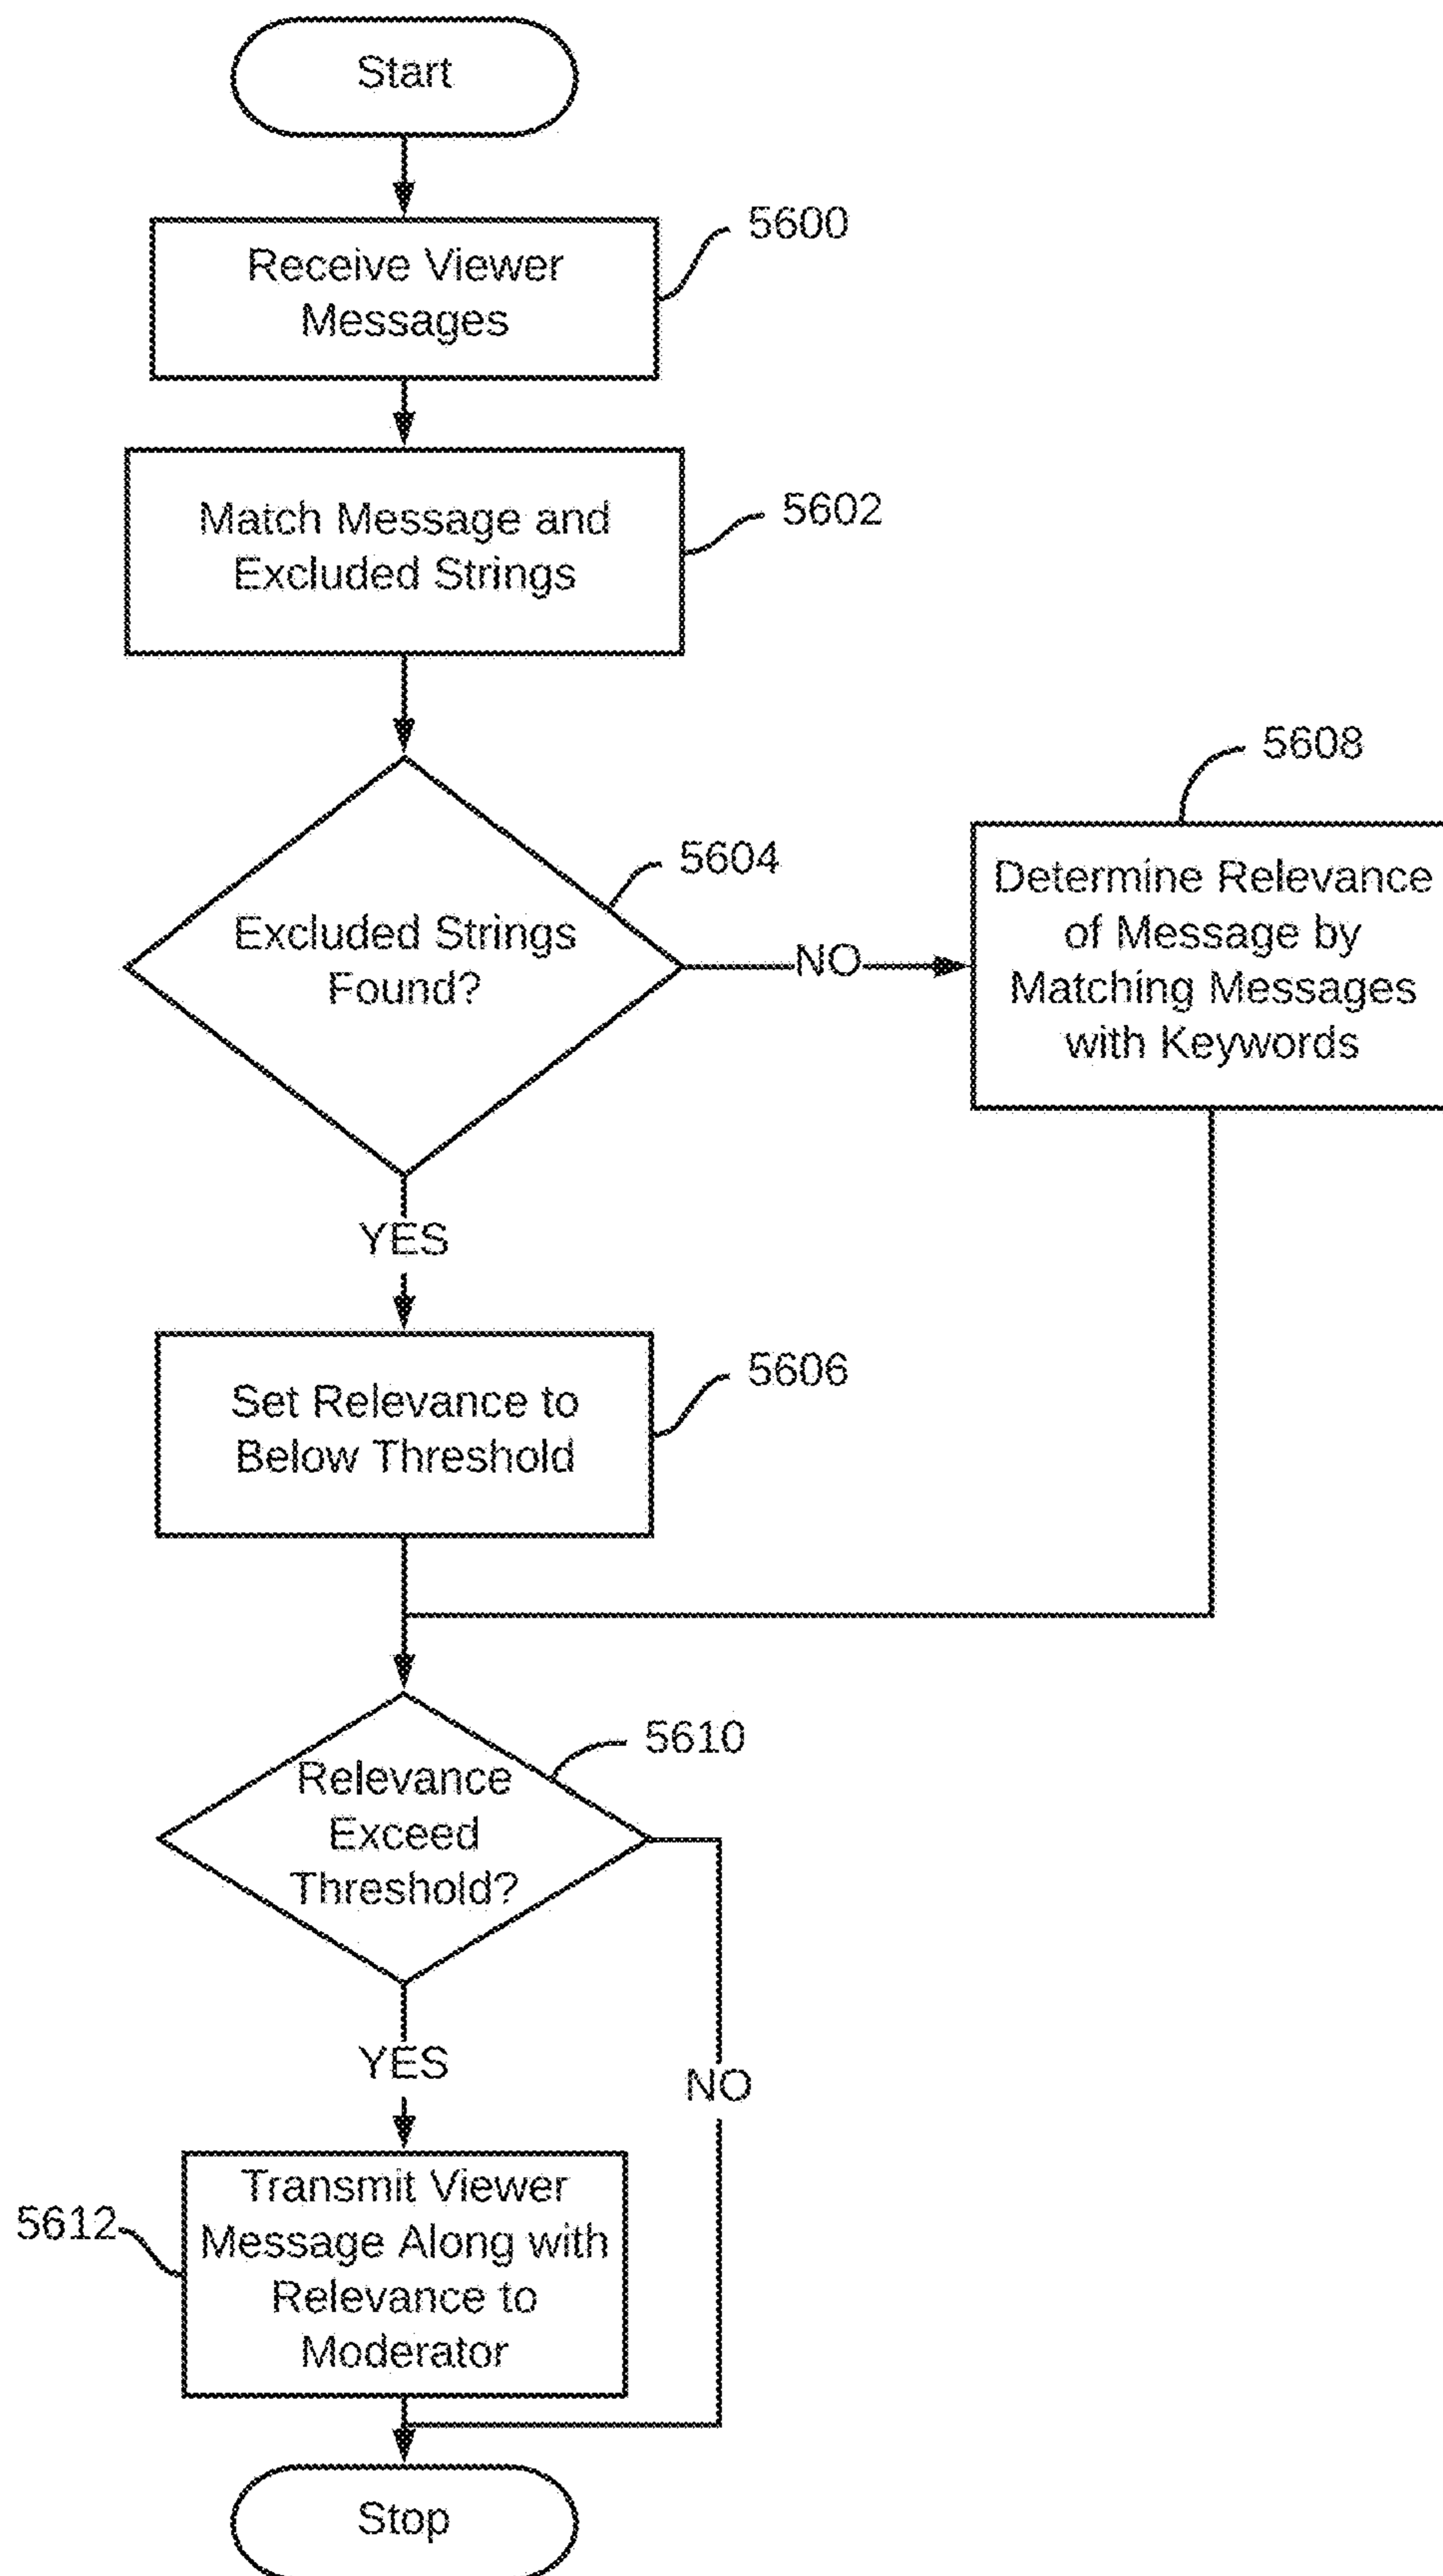 Start
5600
Receive Viewer
Messages
5602
Match Message and
Excluded Strings
5604
Excluded Strings
Found?
NO
5608
Determine Relevance
of Message by
Matching Messages
with Keywords
YES
5606
Set Relevance to
Below Threshold
5610
Relevance
Exceed
Threshold?
YES
NO
5612
Transmit Viewer
Message Along with
Relevance to
Moderator
Stop